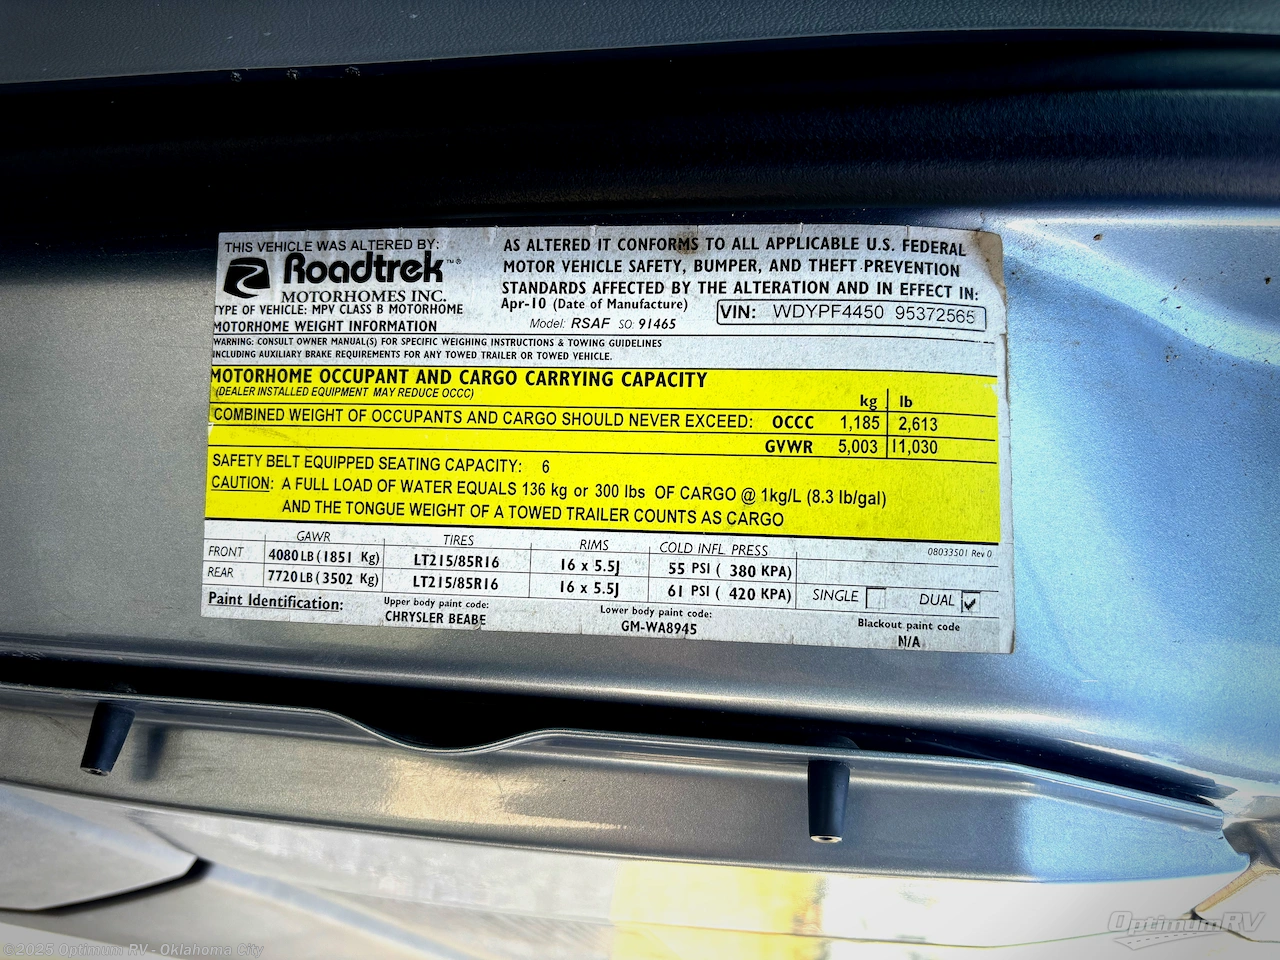 THIS VEHICLE WAS ALTERED BY:
Roadtrek™®
MOTORHOMES INC.
TYPE OF VEHICLE: MPV CLASS B MOTORHOME
MOTORHOME WEIGHT INFORMATION
AS ALTERED IT CONFORMS TO ALL APPLICABLE U.S. FEDERAL
MOTOR VEHICLE SAFETY, BUMPER, AND THEFT PREVENTION
STANDARDS AFFECTED BY THE ALTERATION AND IN EFFECT IN:
Apr-10 (Date of Manufacture)
Model: RSAF SO: 91465
VIN: WDYPF4450 95372565
WARNING: CONSULT OWNER MANUAL(S) FOR SPECIFIC WEIGHING INSTRUCTIONS & TOWING GUIDELINES
INCLUDING AUXILIARY BRAKE REQUIREMENTS FOR ANY TOWED TRAILER OR TOWED VEHICLE.
MOTORHOME OCCUPANT AND CARGO CARRYING CAPACITY
(DEALER INSTALLED EQUIPMENT MAY REDUCE OCCC)
kg lb
COMBINED WEIGHT OF OCCUPANTS AND CARGO SHOULD NEVER EXCEED: OCCC 1,185 2,613
GVWR 5,003 11,030
SAFETY BELT EQUIPPED SEATING CAPACITY: 6
CAUTION: A FULL LOAD OF WATER EQUALS 136 kg or 300 lbs OF CARGO @ 1kg/L (8.3 lb/gal)
AND THE TONGUE WEIGHT OF A TOWED TRAILER COUNTS AS CARGO
GAWR TIRES RIMS COLD INFL PRESS 08033501 Rev 0
FRONT 4080 LB (1851 Kg) LT215/85R16 16 x 5.5J 55 PSI ( 380 KPA)
REAR 7720 LB (3502 Kg) LT215/85R16 16 x 5.5J 61 PSI ( 420 KPA) SINGLE DUAL ✓
Paint Identification: Upper body paint code: Lower body paint code: Blackout paint code
CHRYSLER BEABE GM-WA8945 N/A
©2025 Optimum RV - Oklahoma City
OptimumRV